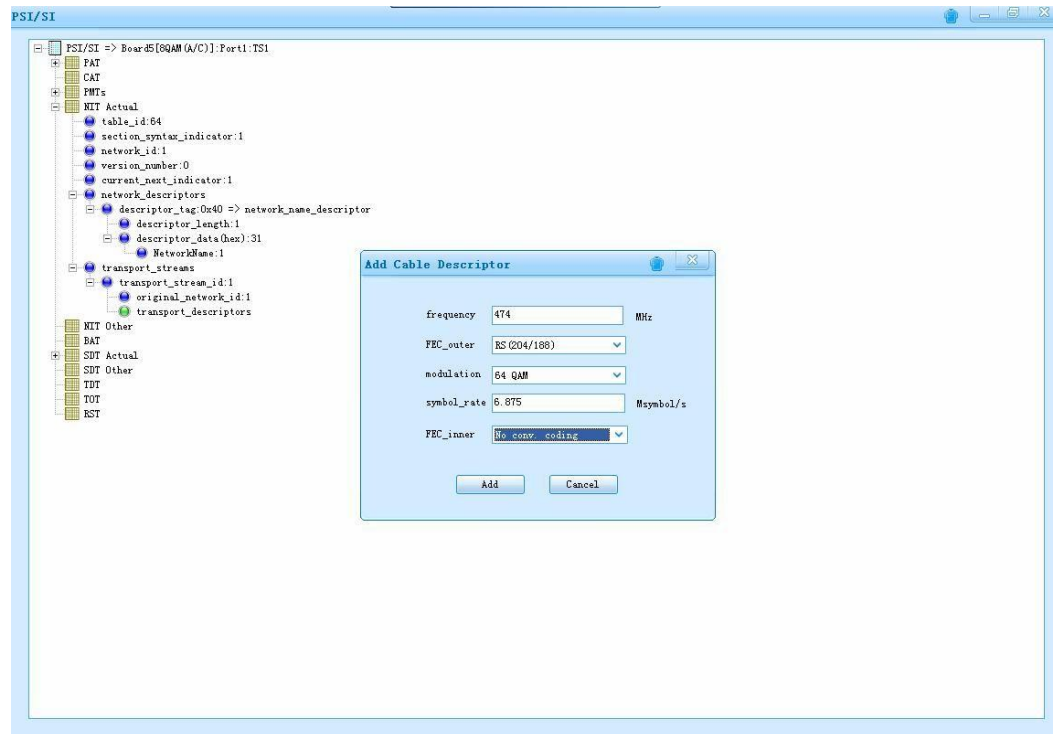 PSI/SI
PSI/SI => Board5[8QAM(A/C)]:Port1:TS1
PAT
CAT
PMTs
NIT Actual
table_id:64
section_syntax_indicator:1
network_id:1
version_number:0
current_next_indicator:1
network_descriptors
descriptor_tag:0x40 => network_name_descriptor
descriptor_length:1
descriptor_data(hex):31
NetworkName:1
transport_streams
transport_stream_id:1
original_network_id:1
transport_descriptors
NIT Other
BAT
SDT Actual
SDT Other
TDT
TOT
RST
Add Cable Descriptor
frequency 474 MHz
FEC_outer RS(204/188)
modulation 64 QAM
symbol_rate 6.875 Msymbol/s
FEC_inner No conv. coding
Add Cancel